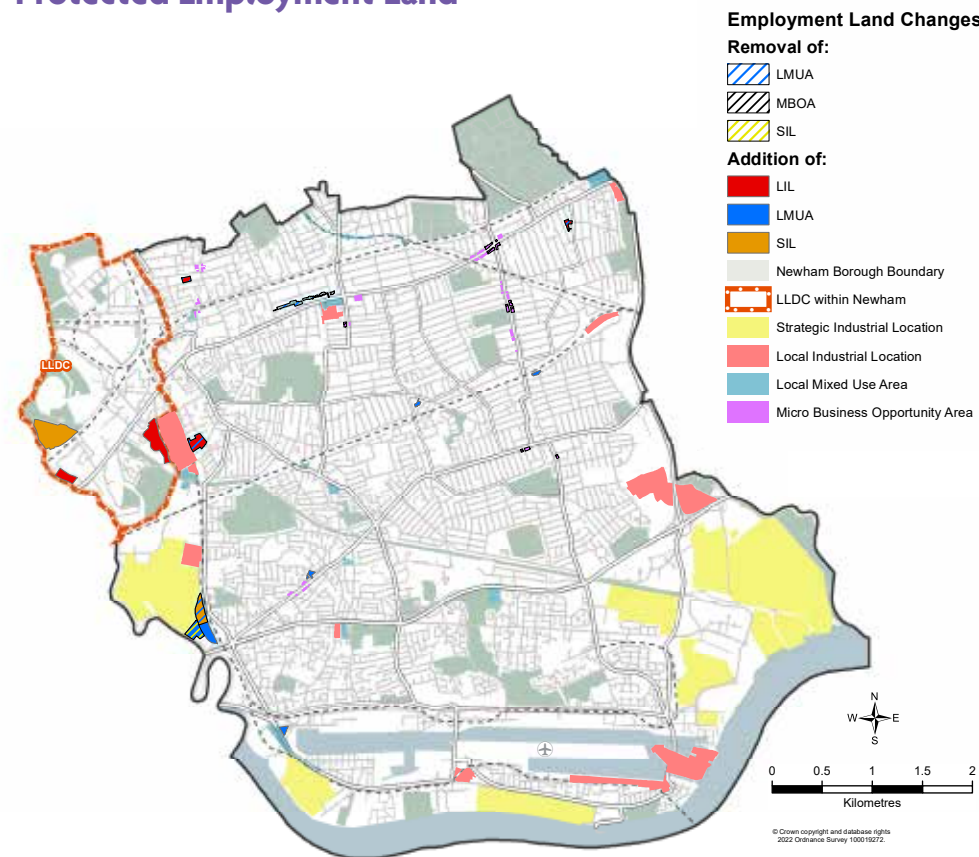 Protected Employment Land
Employment Land Changes
Removal of:
LMUA
MBOA
SIL
Addition of:
LIL
LMUA
SIL
Newham Borough Boundary
LLDC within Newham
Strategic Industrial Location
Local Industrial Location
Local Mixed Use Area
Micro Business Opportunity Area
LLDC
N
W E
S
0 0.5 1 1.5 2
Kilometres
© Crown copyright and database rights
2022 Ordnance Survey 100019272.